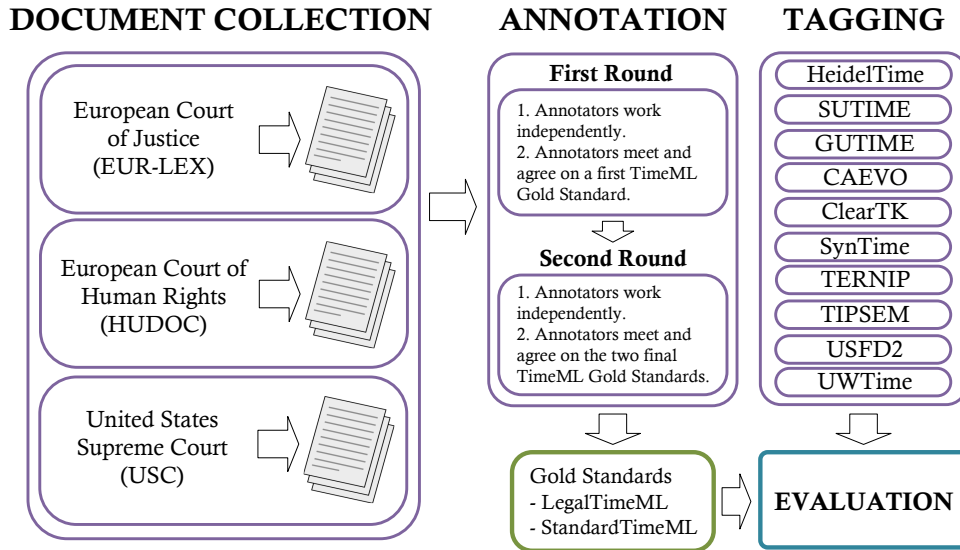 DOCUMENT COLLECTION
European Court
of Justice
(EUR-LEX)
European Court of
Human Rights
(HUDOC)
United States
Supreme Court
(USC)
ANNOTATION
First Round
1. Annotators work
independently.
2. Annotators meet and
agree on a first TimeML
Gold Standard.
Second Round
1. Annotators work
independently.
2. Annotators meet and
agree on the two final
TimeML Gold Standards.
Gold Standards
- LegalTimeML
- StandardTimeML
TAGGING
HeidelTime
SUTIME
GUTIME
CAEVO
ClearTK
SynTime
TERNIP
TIPSEM
USFD2
UWTime
EVALUATION